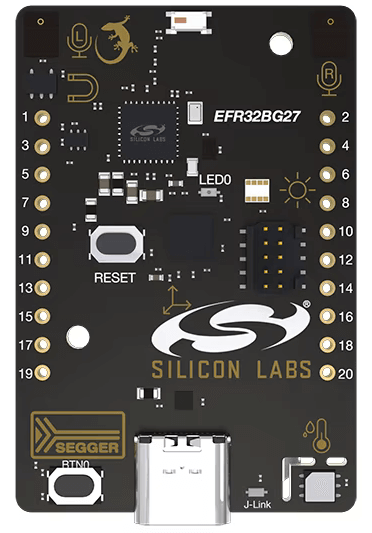 L
R
SILICON LABS
EFR32BG27
1
2
3
4
5
6
LED0
7
8
9
10
11
12
RESET
13
14
15
16
®
17
18
SILICON LABS
19
20
SEGGER
BTN0
J-Link